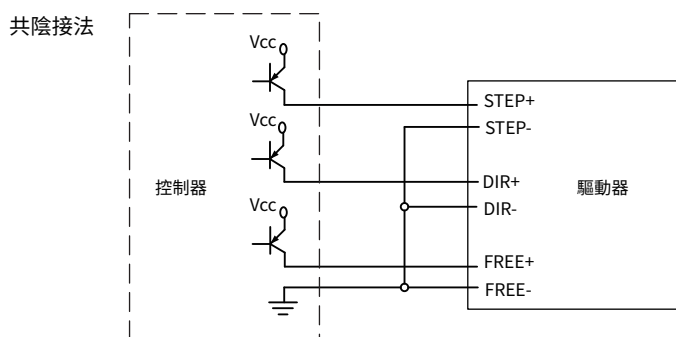 共陰接法
Vcc
STEP+
STEP-
Vcc
控制器
DIR+
驅動器
DIR-
Vcc
FREE+
FREE-